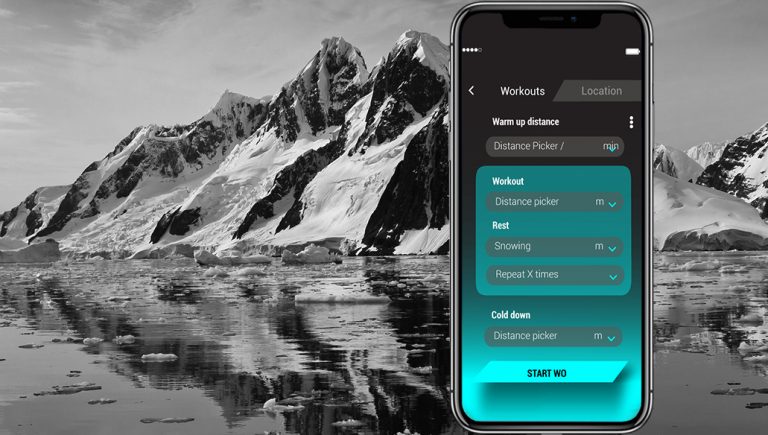 Workouts Location
Warm up distance
Distance Picker / min
Workout
Distance picker m
Rest
Snowing m
Repeat X times
Cold down
Distance picker m
START WO